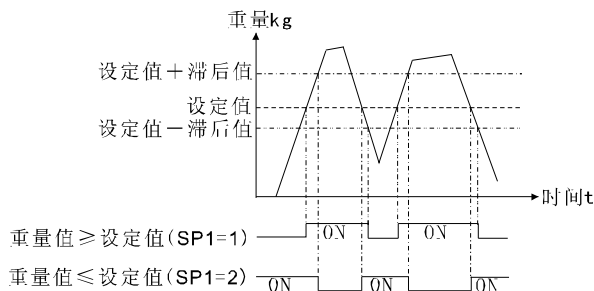 重量kg
设定值＋滞后值
设定值
设定值－滞后值
时间t
重量值≥设定值(SP1=1)
ON
ON
重量值≤设定值(SP1=2)
ON
ON
ON